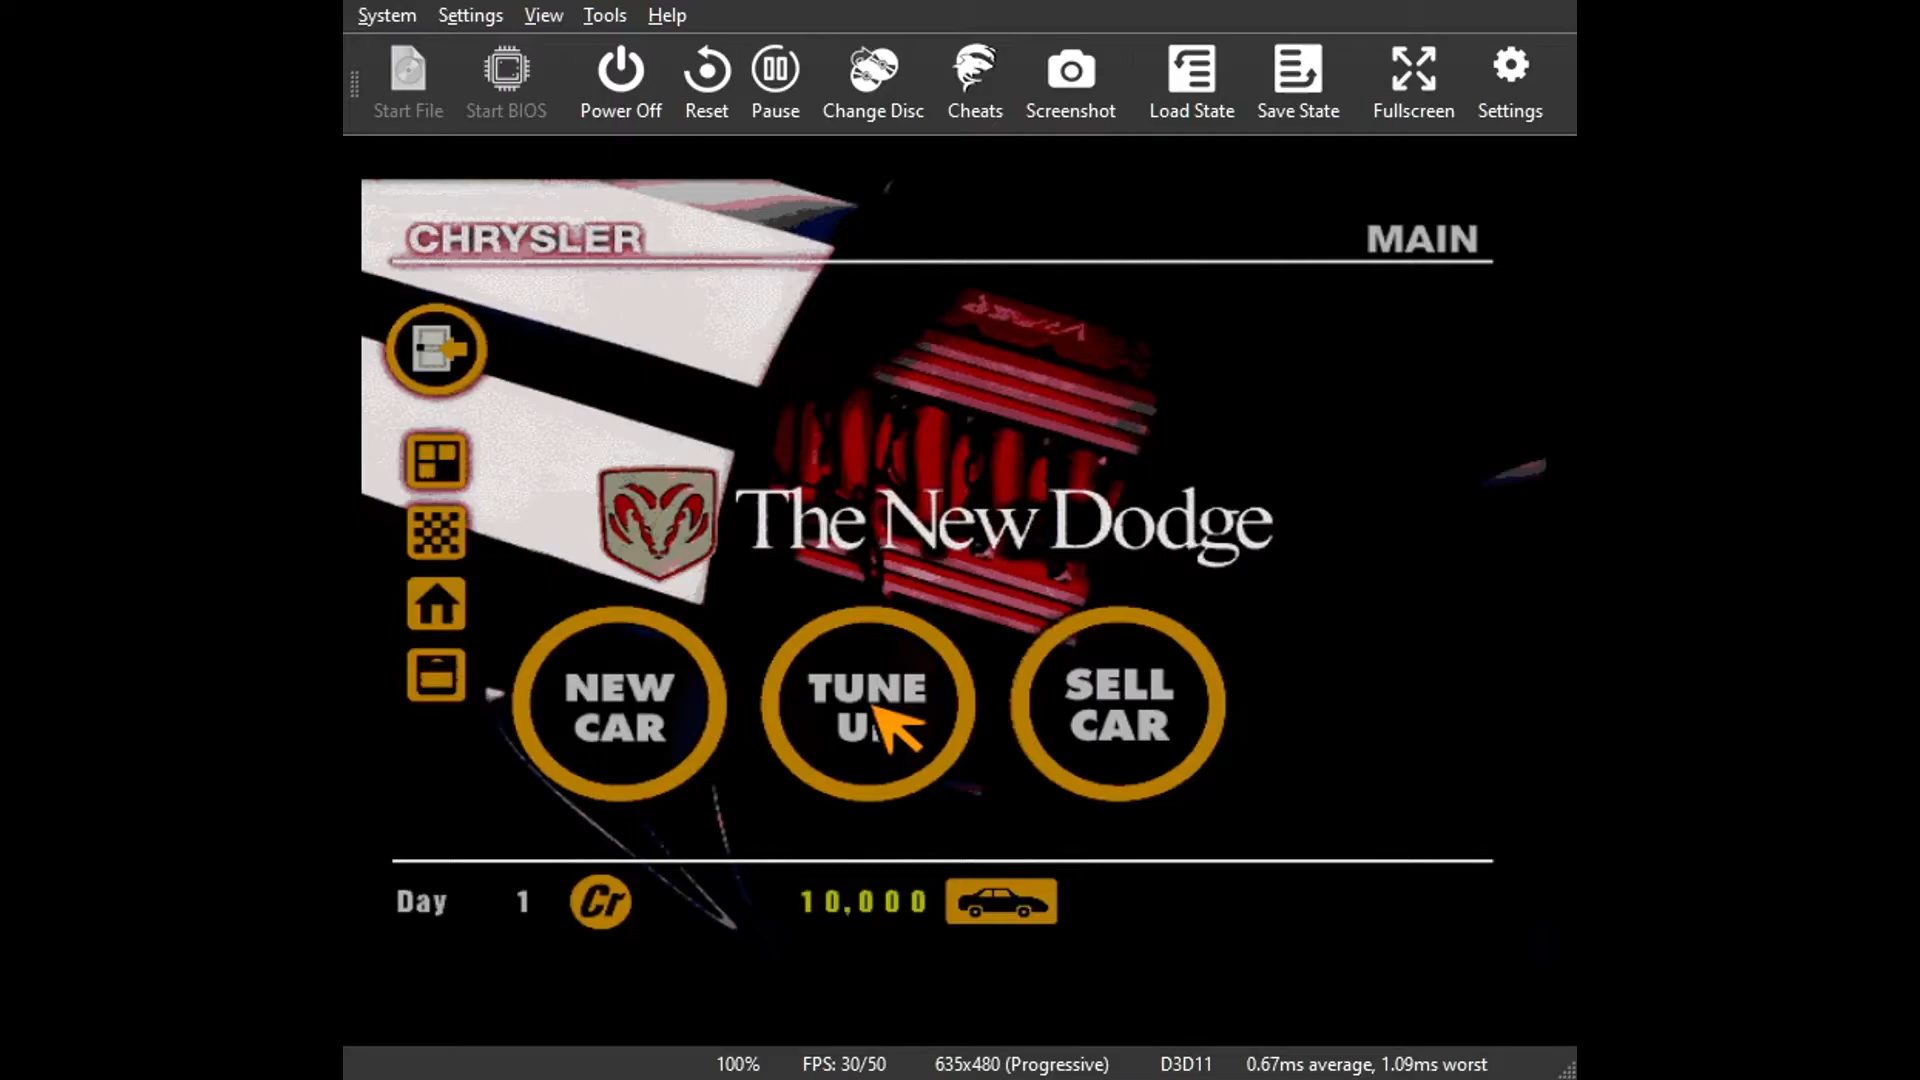 System Settings View Tools Help
Start File Start BIOS Power Off Reset Pause Change Disc Cheats Screenshot Load State Save State Fullscreen Settings
CHRYSLER MAIN
VIPER
The New Dodge
NEW CAR
TUNE
SELL CAR
Day 1 Cr 10,000
100% FPS: 30/50 635x480 (Progressive) D3D11 0.67ms average, 1.09ms worst